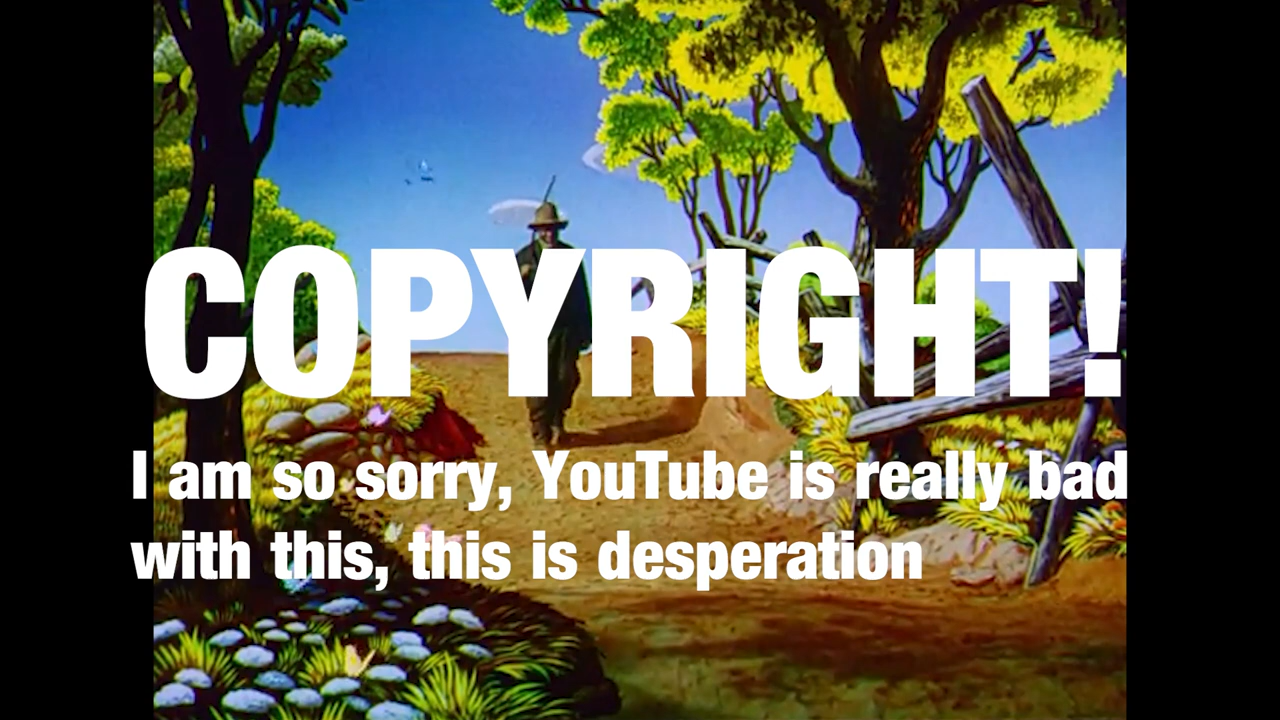 COPYRIGHT!
I am so sorry, YouTube is really bad
with this, this is desperation